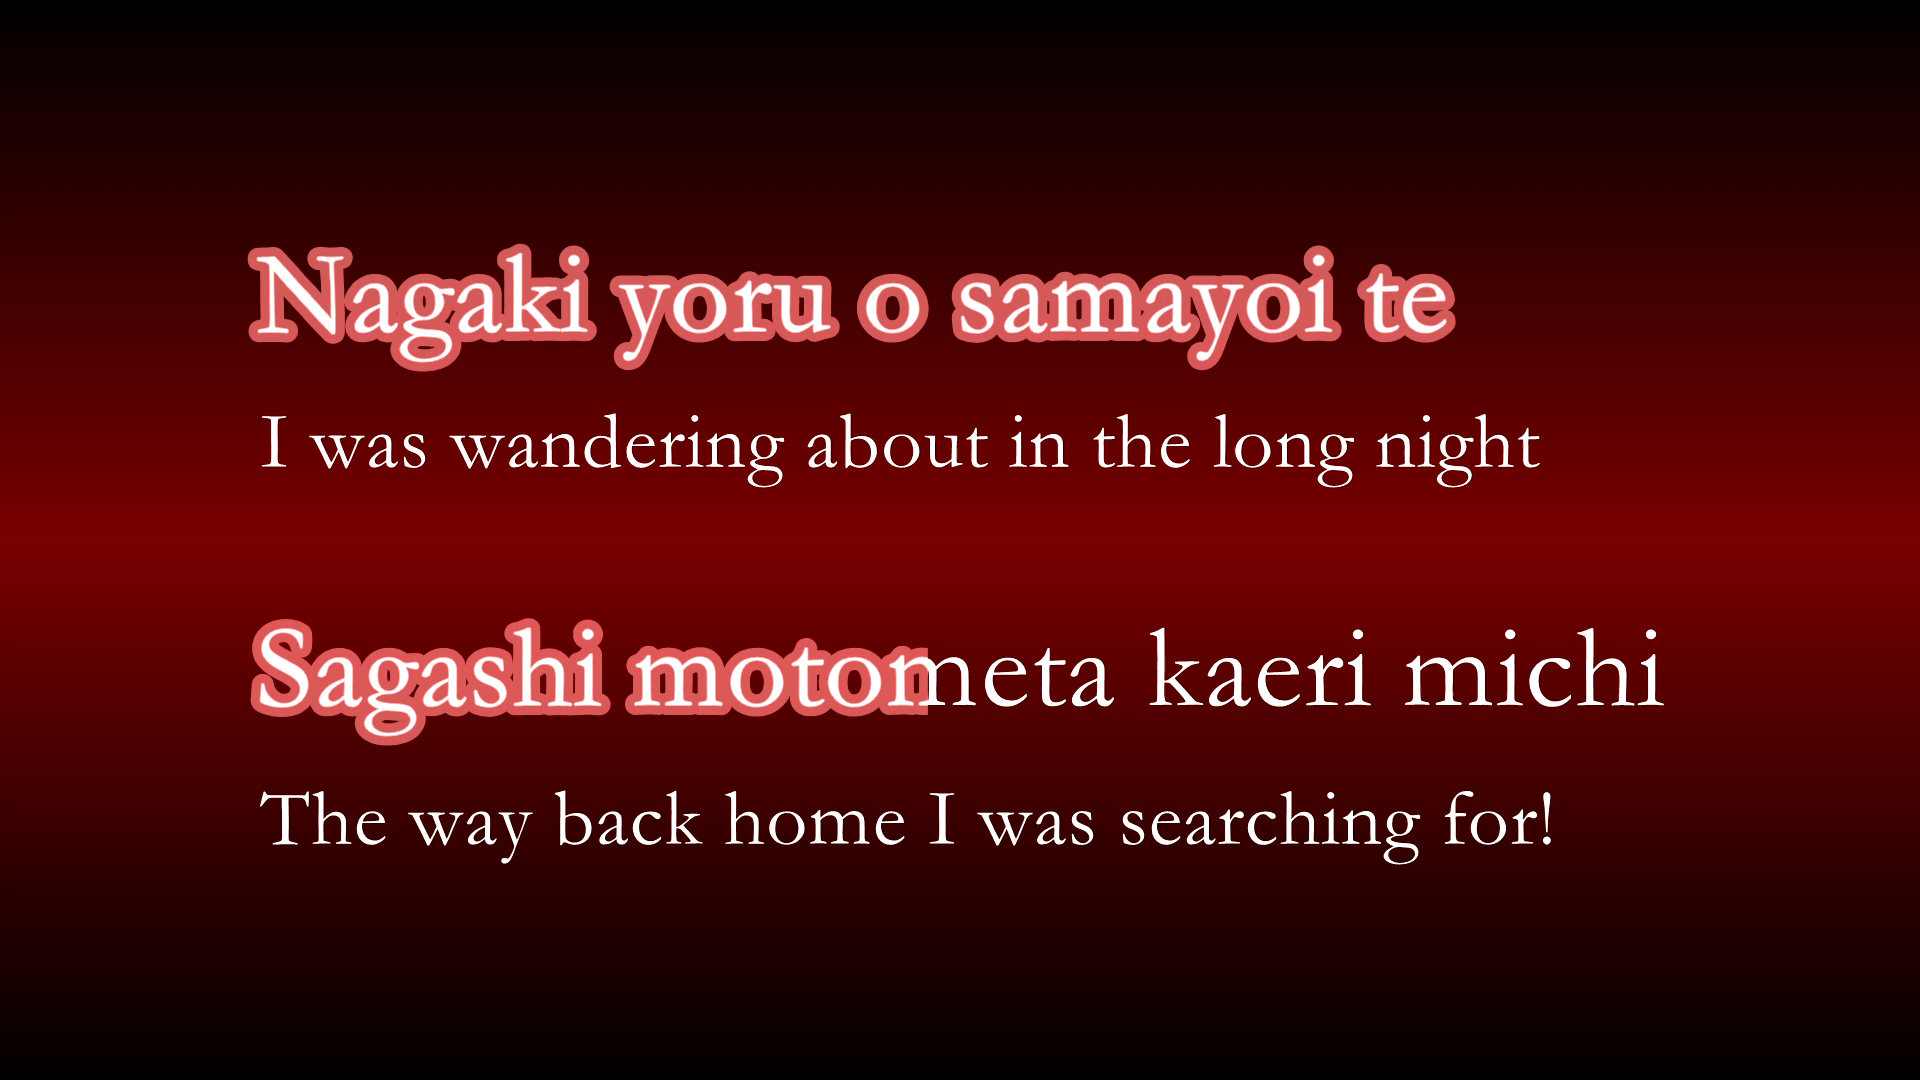 Nagaki yoru o samayoi te
I was wandering about in the long night
Sagashi motometa kaeri michi
The way back home I was searching for!